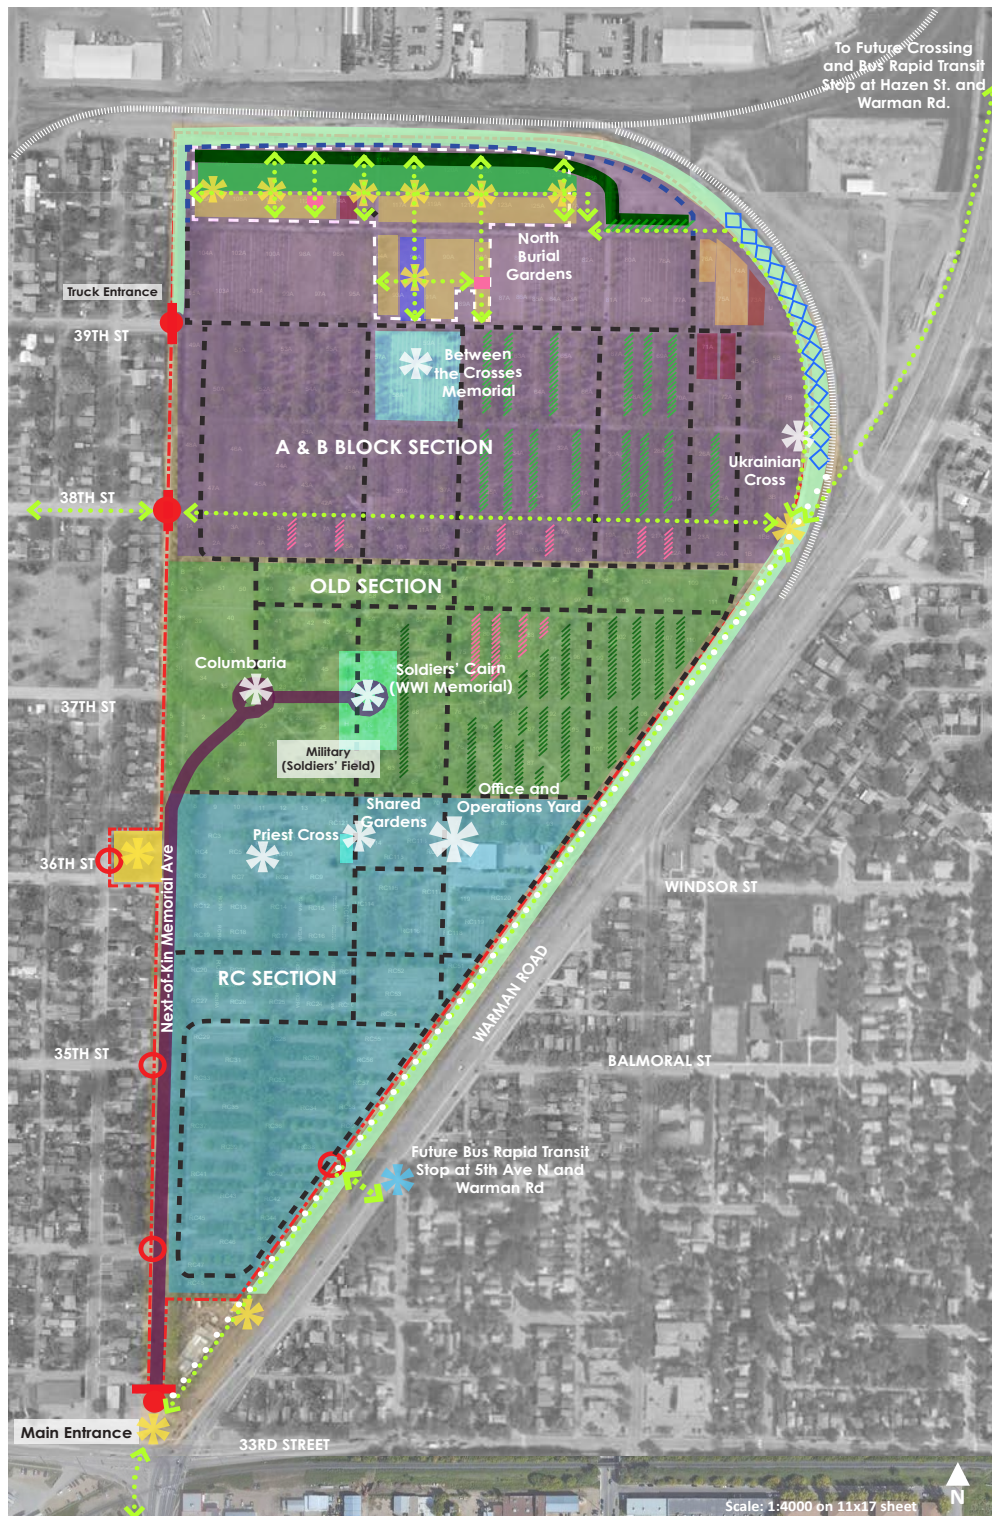 To Future Crossing
and Bus Rapid Transit
Stop at Hazen St. and
Warman Rd.
North
Burial
Gardens
Truck Entrance
39TH ST
Between
the Crosses
Memorial
A & B BLOCK SECTION
Ukrainian
Cross
38TH ST
OLD SECTION
Columbaria
Soldiers' Cairn
(WWI Memorial)
37TH ST
Military
(Soldiers' Field)
Office and
Operations Yard
Shared
Gardens
Priest Cross
36TH ST
Next-of-Kin Memorial Ave
WINDSOR ST
RC SECTION
WARMAN ROAD
35TH ST
BALMORAL ST
Future Bus Rapid Transit
Stop at 5th Ave N and
Warman Rd
Main Entrance
33RD STREET
Scale: 1:4000 on 11x17 sheet
N